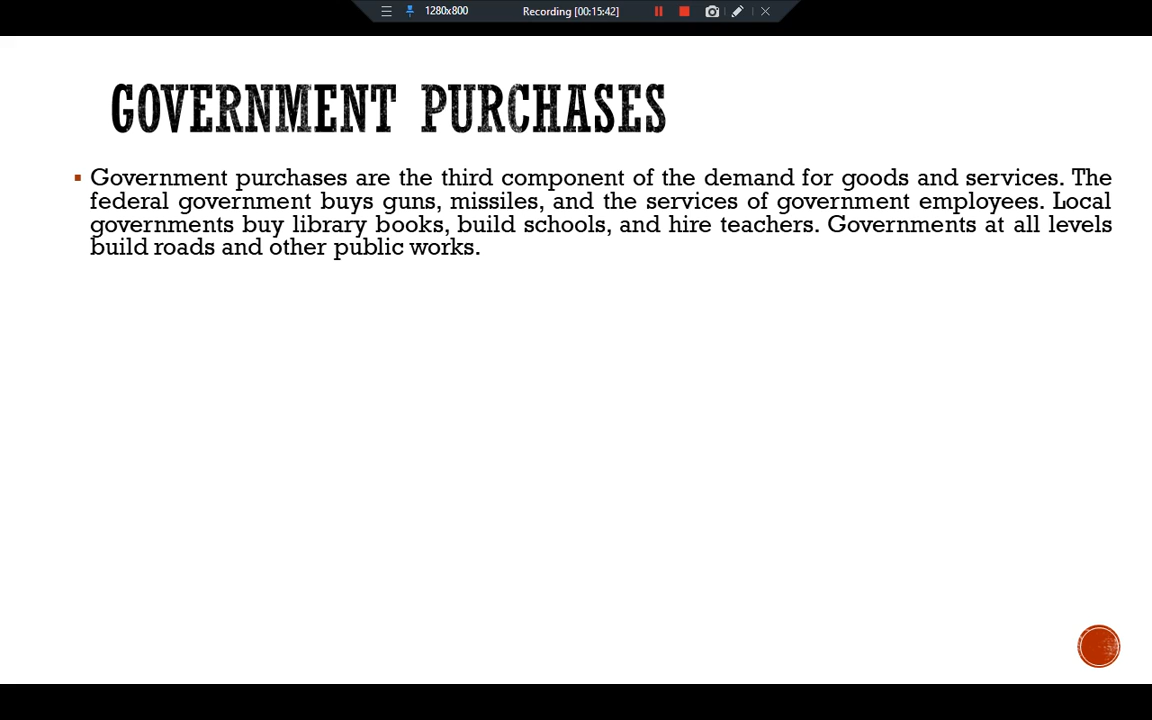 1280x800 Recording [00:15:42]
GOVERNMENT PURCHASES
▪ Government purchases are the third component of the demand for goods and services. The
federal government buys guns, missiles, and the services of government employees. Local
governments buy library books, build schools, and hire teachers. Governments at all levels
build roads and other public works.